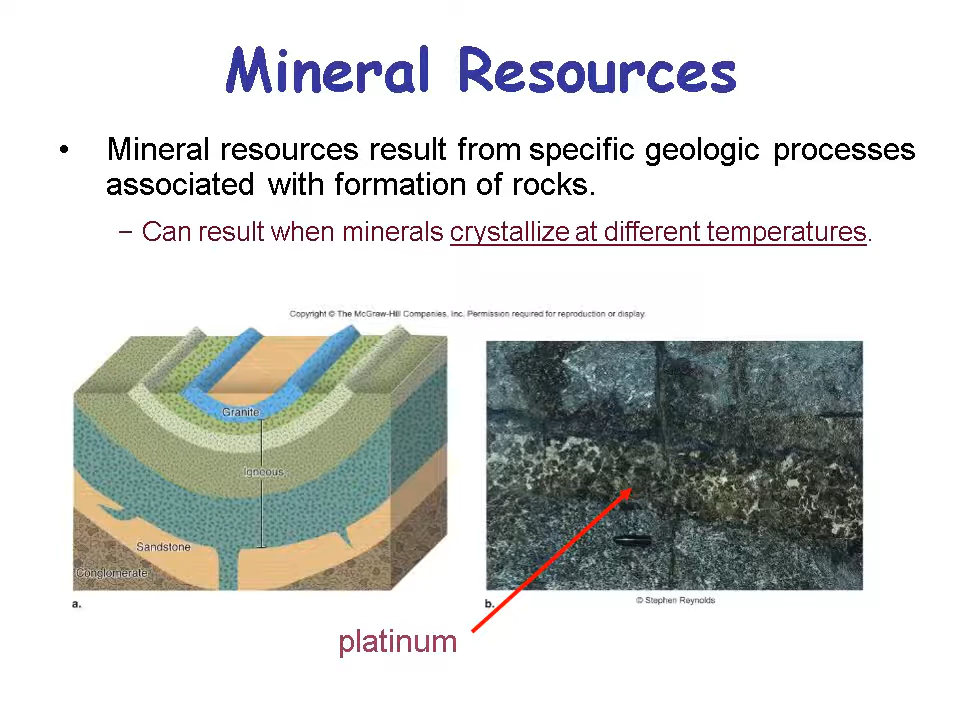 Mineral Resources
• Mineral resources result from specific geologic processes
associated with formation of rocks.
– Can result when minerals crystallize at different temperatures.
Copyright © The McGraw-Hill Companies, Inc. Permission required for reproduction or display.
Granite
Igneous
Sandstone
Conglomerate
a.
b.
© Stephen Reynolds
platinum